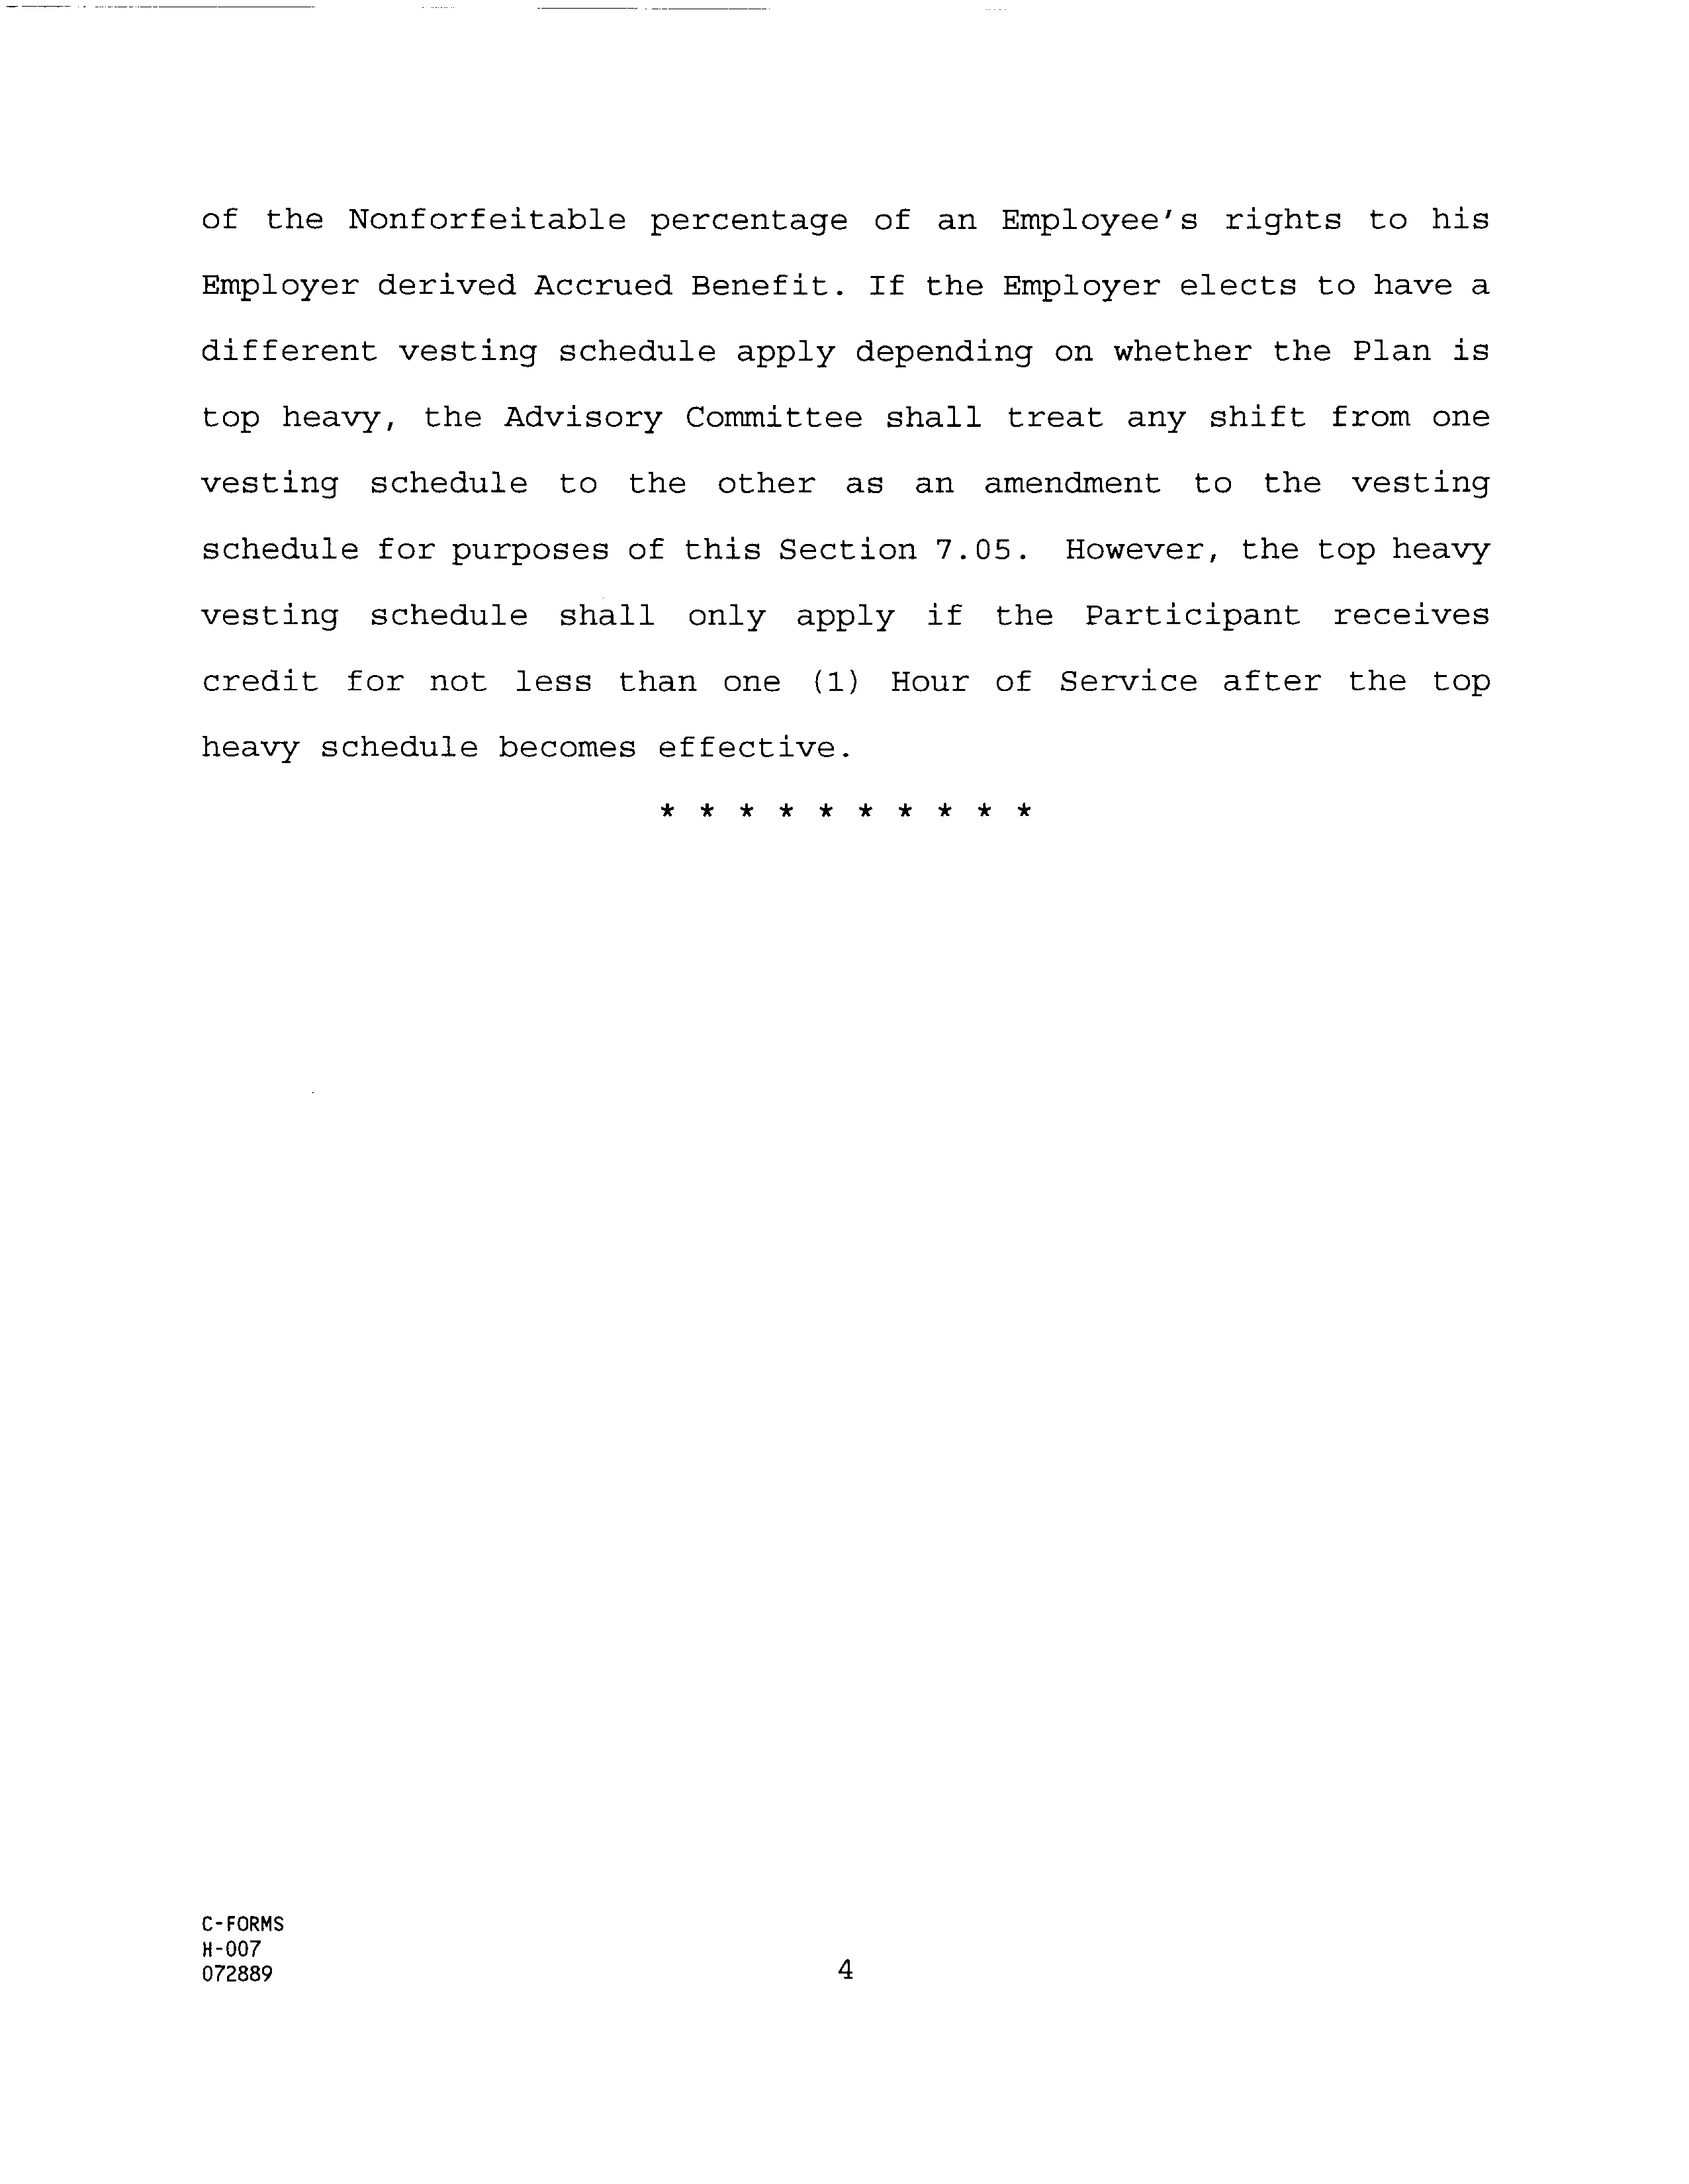 of the Nonforfeitable percentage of an Employee's rights to his
Employer derived Accrued Benefit. If the Employer elects to have a
different vesting schedule apply depending on whether the Plan is
top heavy, the Advisory Committee shall treat any shift from one
vesting schedule to the other as an amendment to the vesting
schedule for purposes of this Section 7.05. However, the top heavy
vesting schedule shall only apply if the Participant receives
credit for not less than one (1) Hour of Service after the top
heavy schedule becomes effective.
* * * * * * * * * *
C-FORMS
H-007
072889
4